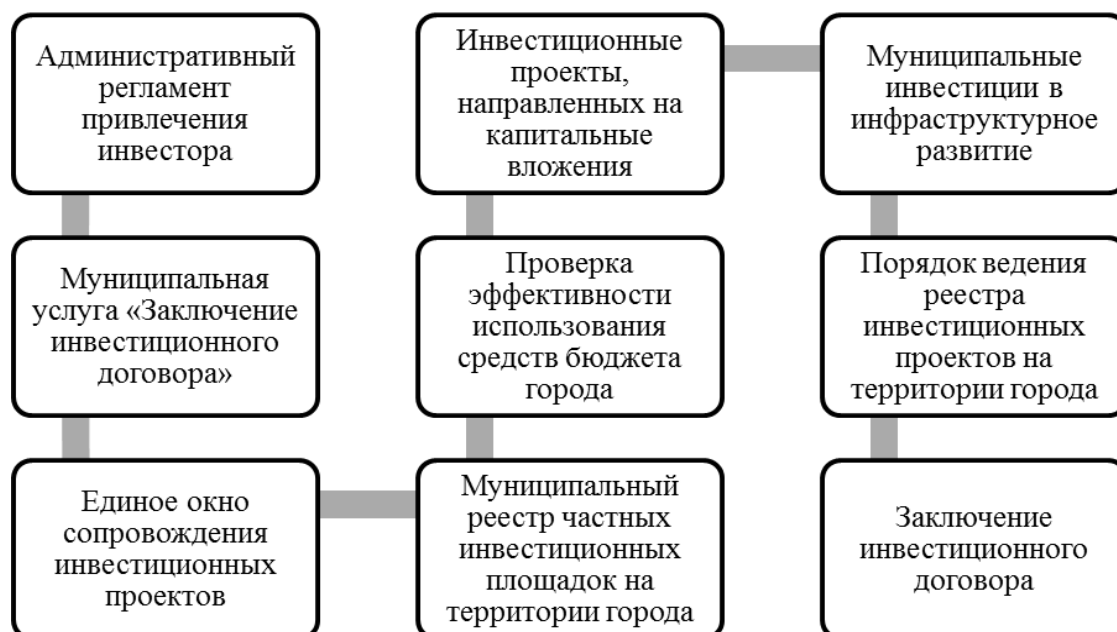 Административный
регламент
привлечения
инвестора
Муниципальная
услуга «Заключение
инвестиционного
договора»
Единое окно
сопровождения
инвестиционных
проектов
Муниципальный
реестр частных
инвестиционных
площадок на
территории города
Проверка
эффективности
использования
средств бюджета
города
Инвестиционные
проекты,
направленных на
капитальные
вложения
Муниципальные
инвестиции в
инфраструктурное
развитие
Порядок ведения
реестра
инвестиционных
проектов на
территории города
Заключение
инвестиционного
договора